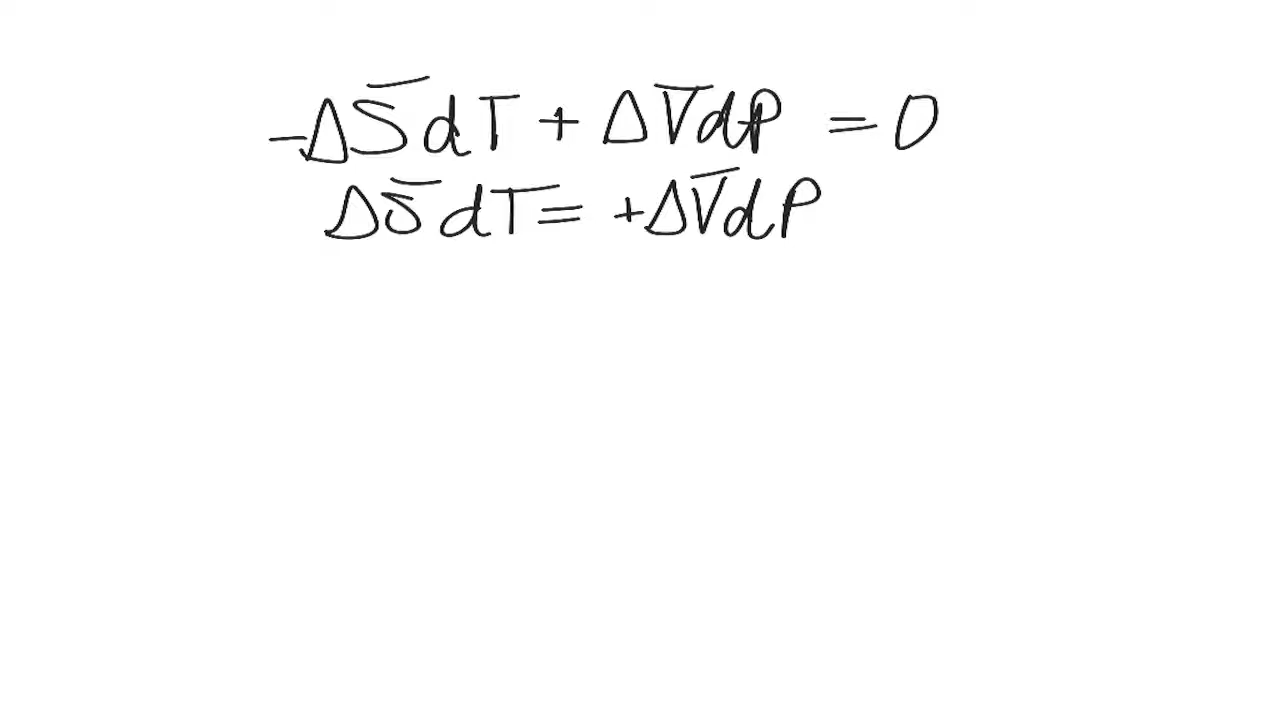 -ΔS̅dT + ΔV̅dP = 0
ΔS̅dT = +ΔV̅dP